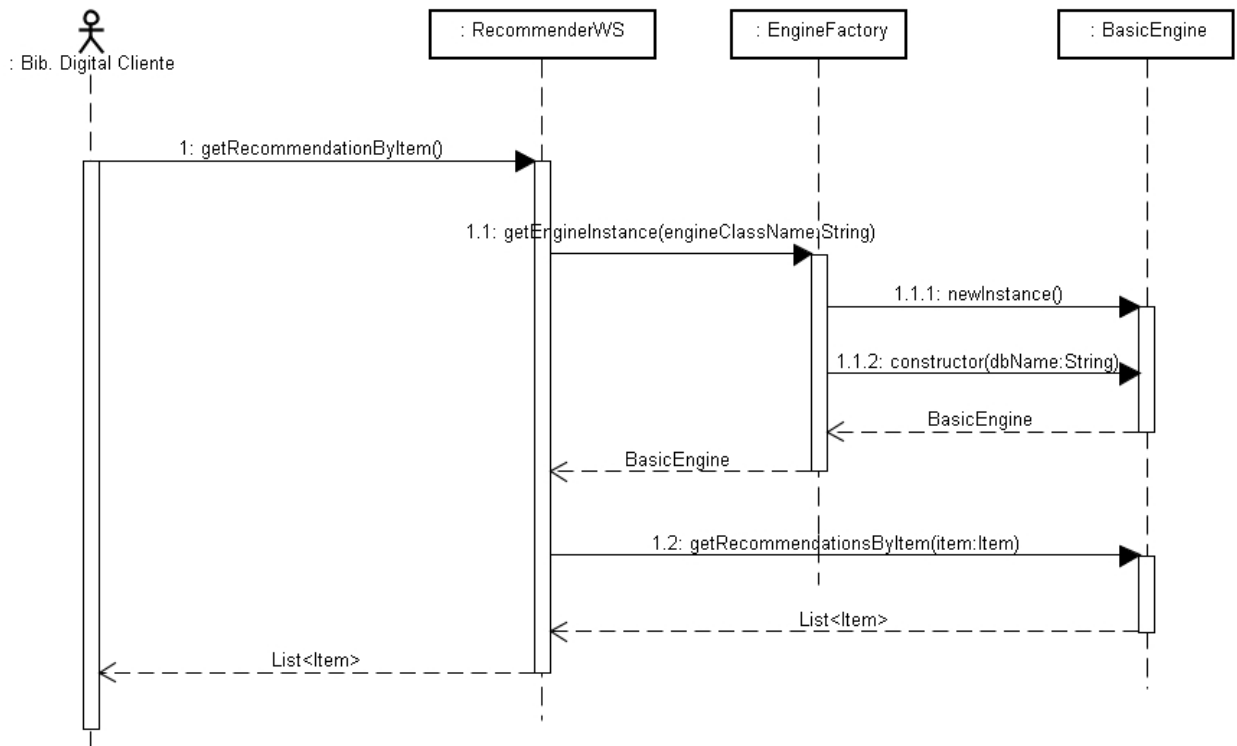 : RecommenderWS
: EngineFactory
: BasicEngine
: Bib. Digital Cliente
1: getRecommendationByItem()
1.1: getEngineInstance(engineClassName:String)
1.1.1: newInstance()
1.1.2: constructor(dbName:String)
BasicEngine
BasicEngine
1.2: getRecommendationsByItem(item:Item)
List<Item>
List<Item>